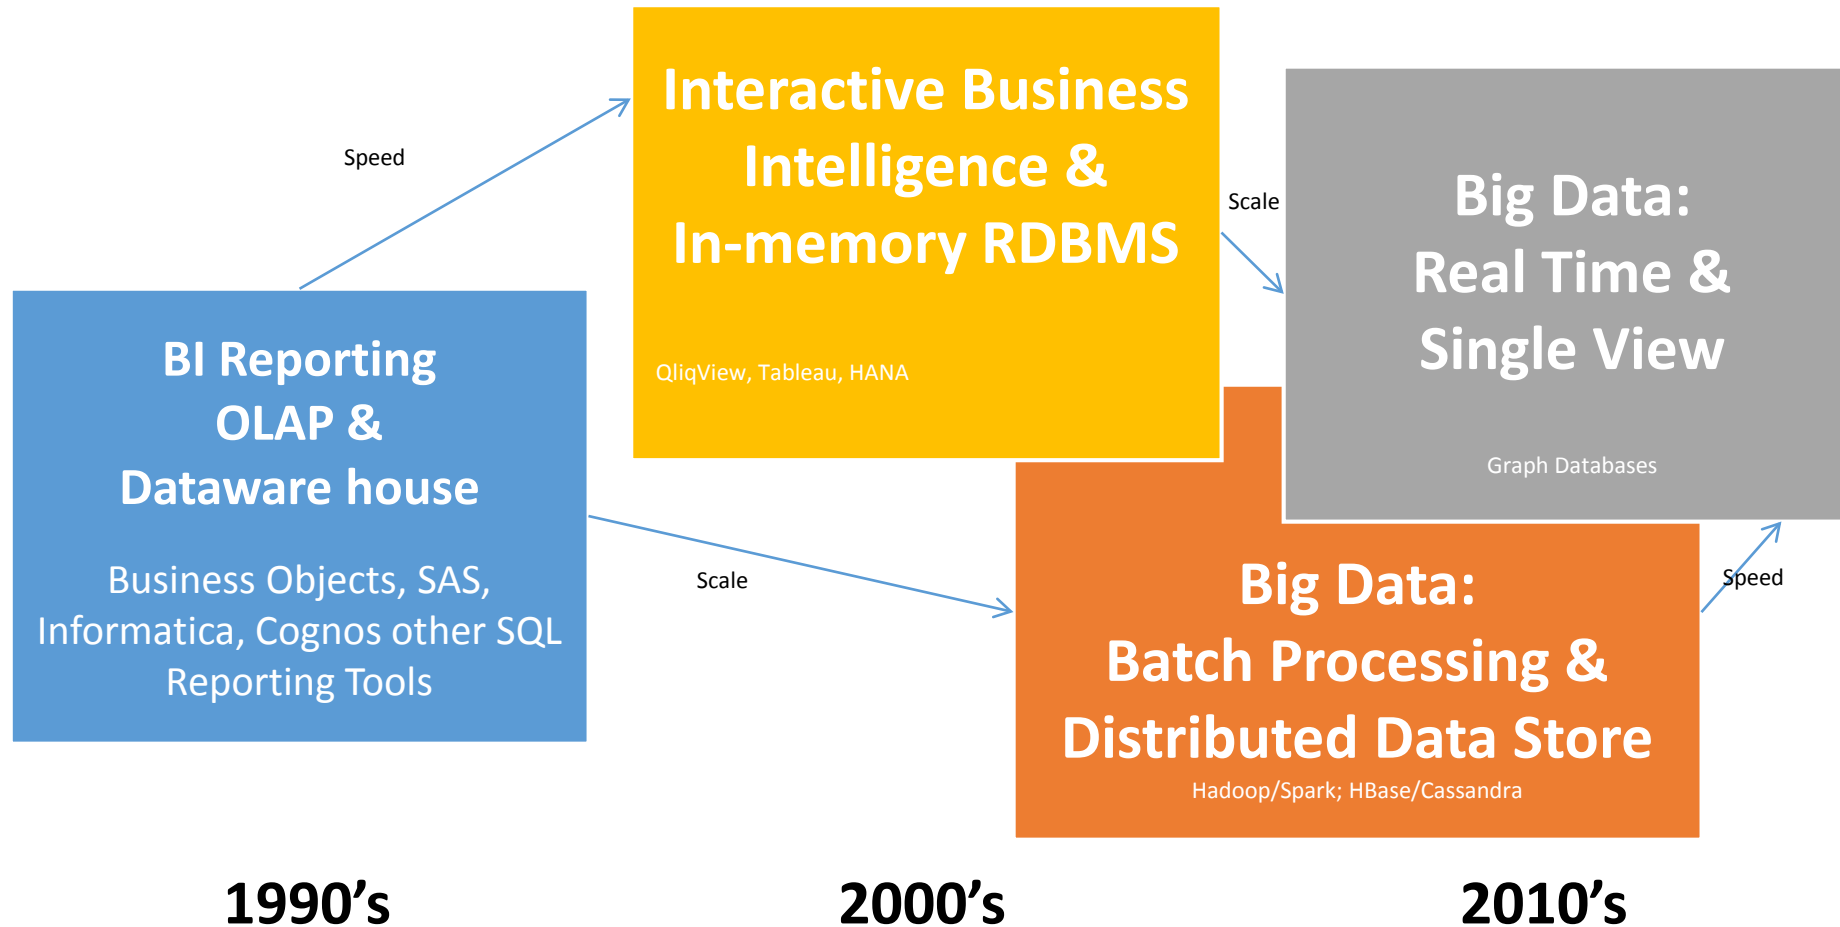 Interactive Business
Intelligence &
In-memory RDBMS
QliqView, Tableau, HANA
Speed
Scale
Big Data:
Real Time &
Single View
Graph Databases
BI Reporting
OLAP &
Dataware house
Business Objects, SAS,
Informatica, Cognos other SQL
Reporting Tools
Scale
Speed
Big Data:
Batch Processing &
Distributed Data Store
Hadoop/Spark; HBase/Cassandra
1990’s
2000’s
2010’s